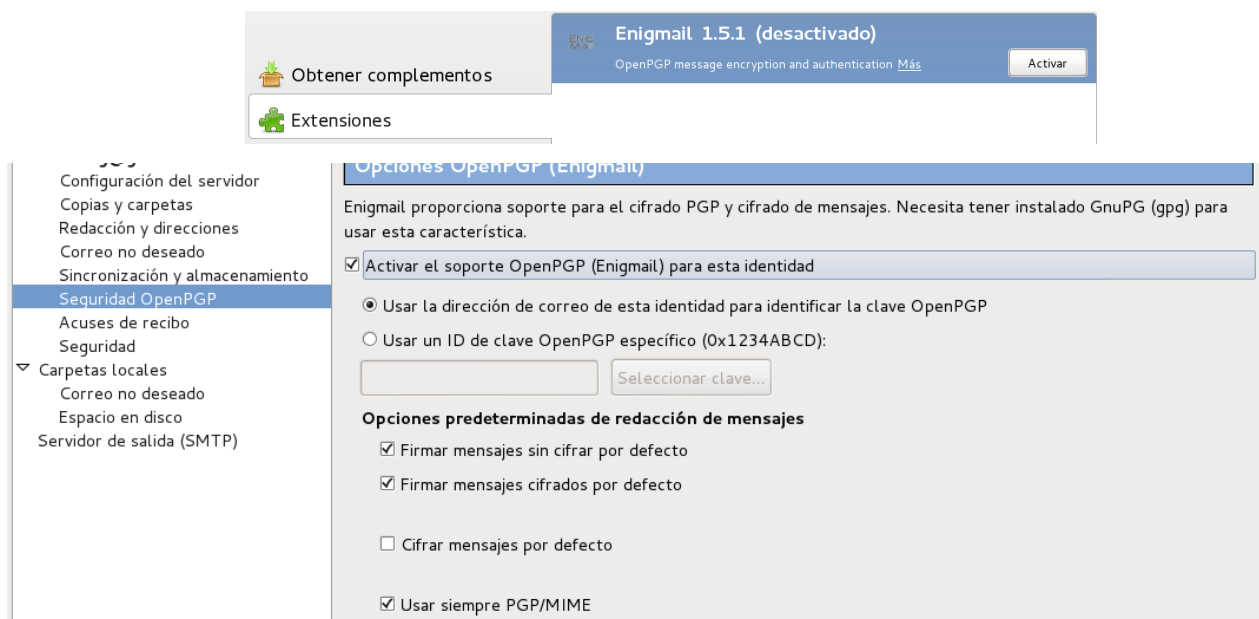 Enigmail 1.5.1 (desactivado)
OpenPGP message encryption and authentication Más
Activar
Obtener complementos
Extensiones
Configuración del servidor
Copias y carpetas
Redacción y direcciones
Correo no deseado
Sincronización y almacenamiento
Seguridad OpenPGP
Acuses de recibo
Seguridad
Carpetas locales
Correo no deseado
Espacio en disco
Servidor de salida (SMTP)
Opciones OpenPGP (Enigmail)
Enigmail proporciona soporte para el cifrado PGP y cifrado de mensajes. Necesita tener instalado GnuPG (gpg) para
usar esta característica.
Activar el soporte OpenPGP (Enigmail) para esta identidad
Usar la dirección de correo de esta identidad para identificar la clave OpenPGP
Usar un ID de clave OpenPGP específico (0x1234ABCD):
Seleccionar clave...
Opciones predeterminadas de redacción de mensajes
Firmar mensajes sin cifrar por defecto
Firmar mensajes cifrados por defecto
Cifrar mensajes por defecto
Usar siempre PGP/MIME